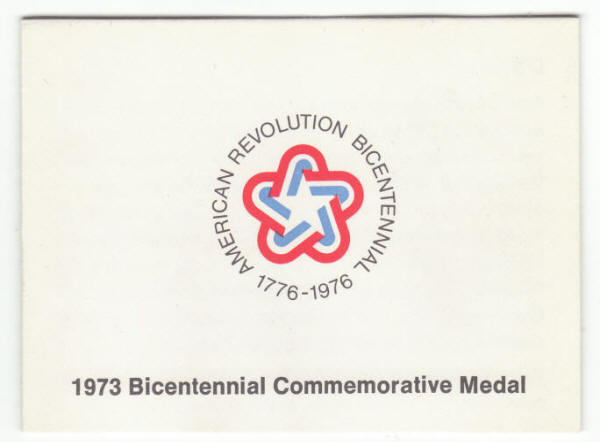 AMERICAN REVOLUTION BICENTENNIAL
1776-1976
1973 Bicentennial Commemorative Medal